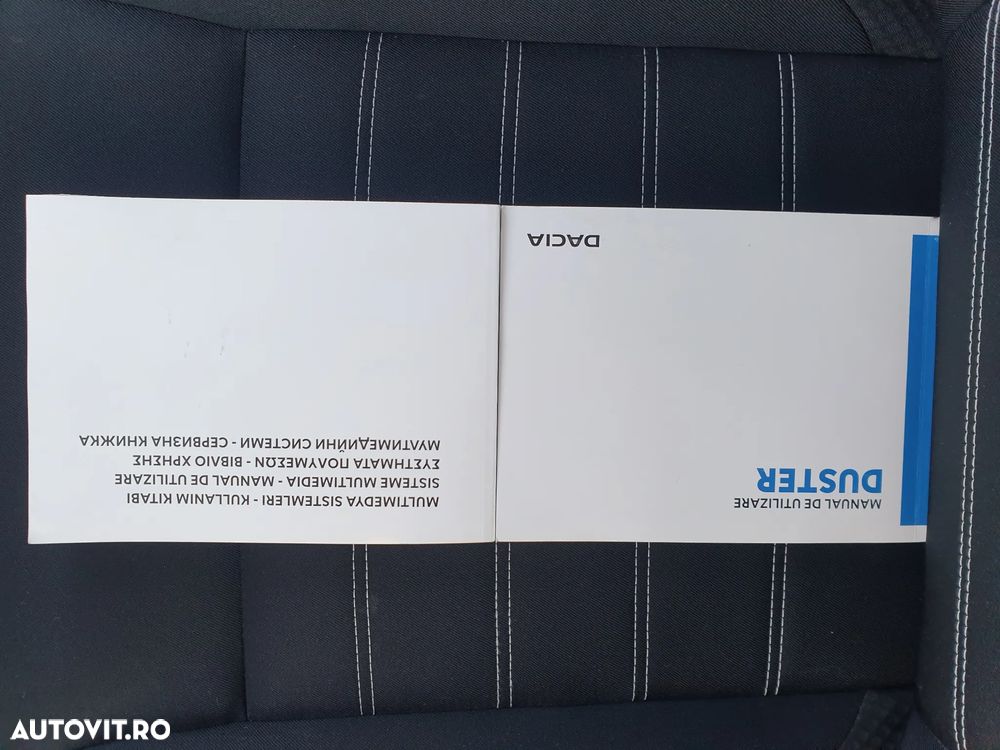 MULTIMEDYA SISTEMLERI - KULLANIM KITABI
SISTEME MULTIMEDIA - MANUAL DE UTILIZARE
ΣΥΣΤΗΜΑΤΑ ΠΟΛΥΜΕΣΩΝ - ΒΙΒΛΙΟ ΧΡΗΣΗΣ
МУЛТИМЕДИЙНИ СИСТЕМИ - СЕРВИЗНА КНИЖКА
MANUAL DE UTILIZARE
DUSTER
DACIA
AUTOVIT.RO